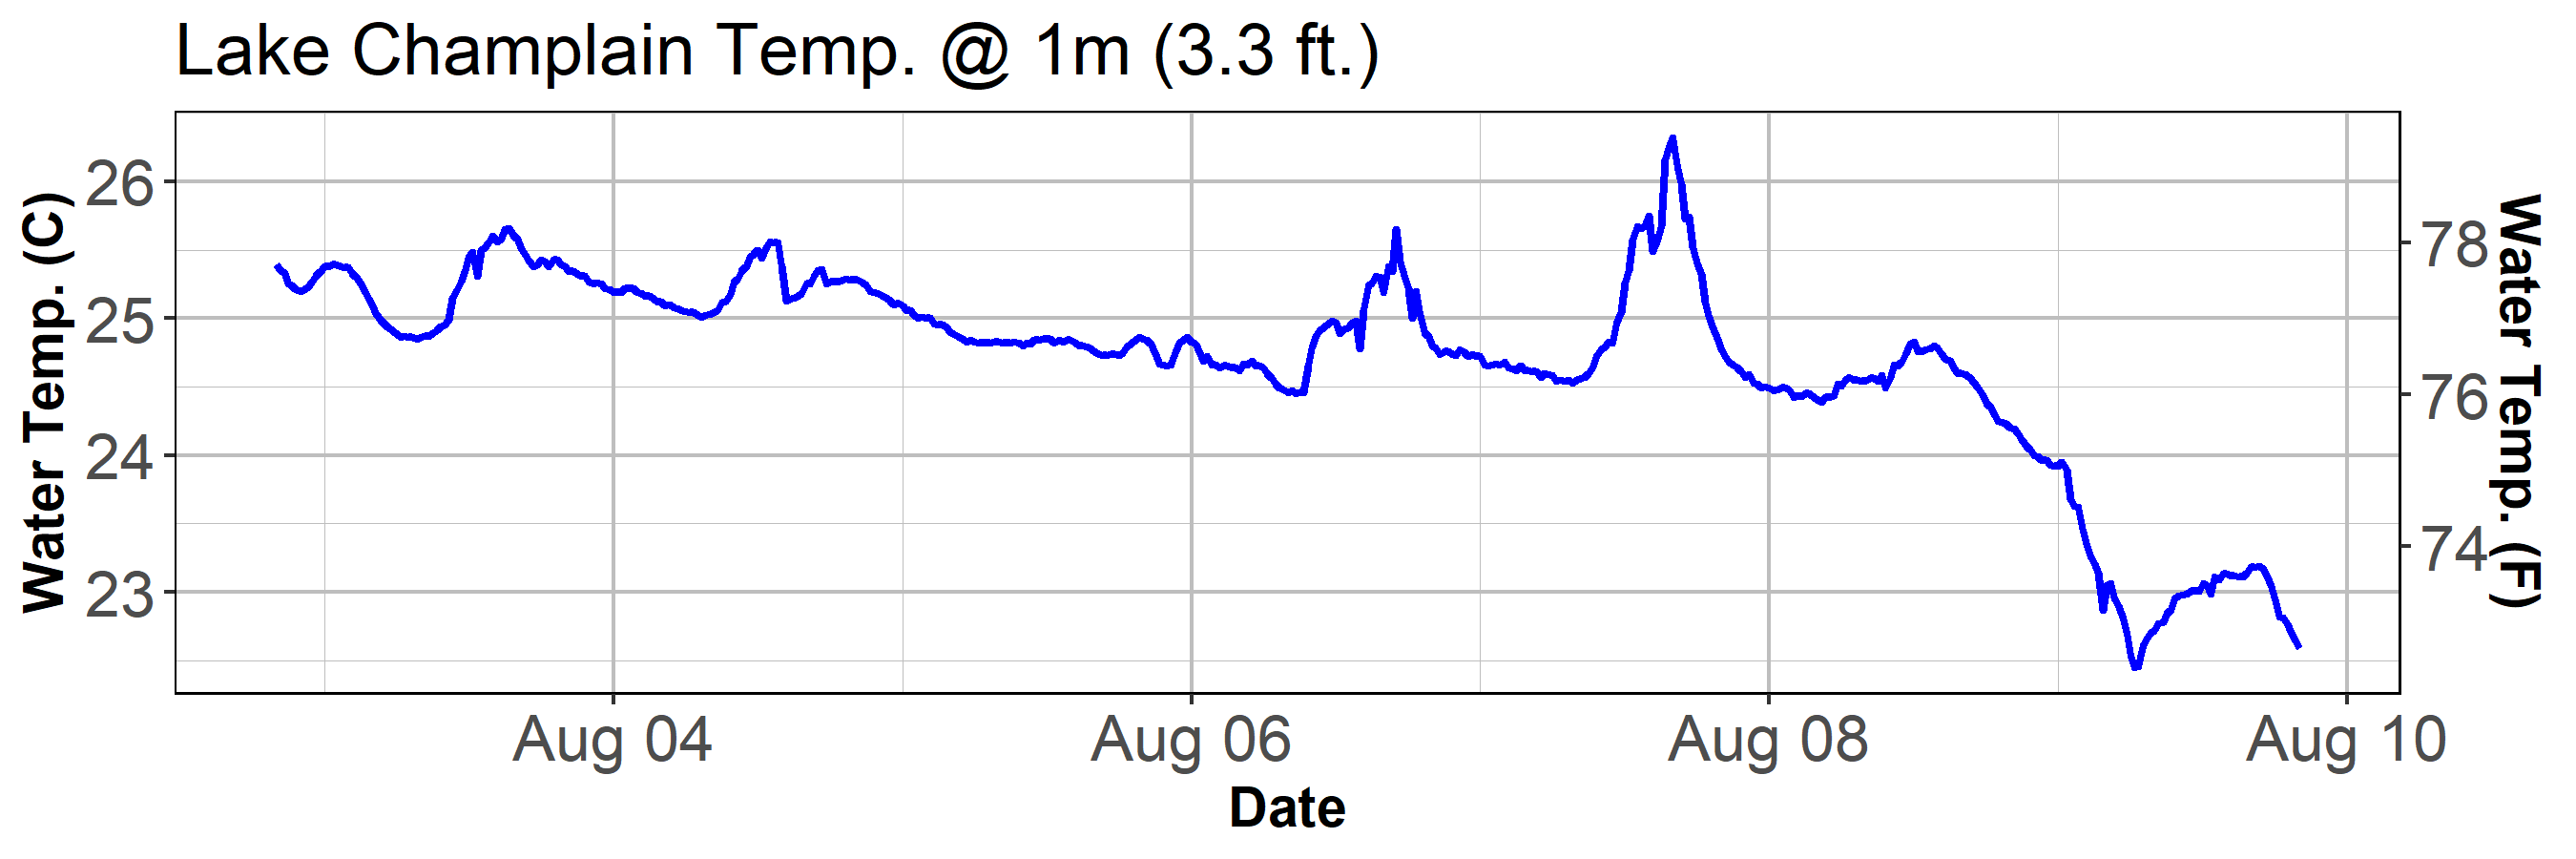 Lake Champlain Temp. @ 1m (3.3 ft.)
Water Temp. (C)
26
25
24
23
78
76
74
Water Temp. (F)
Aug 04
Aug 06
Aug 08
Aug 10
Date